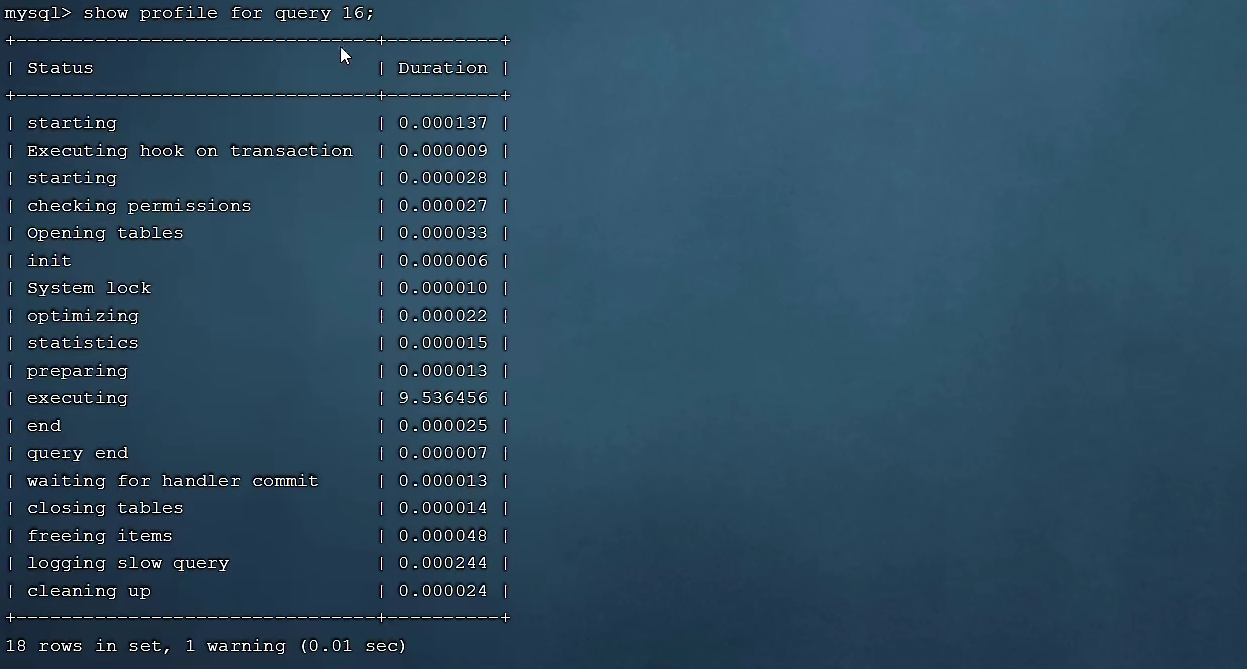 mysql> show profile for query 16;
+--------------------------------+----------+
| Status                         | Duration |
+--------------------------------+----------+
| starting                       | 0.000137 |
| Executing hook on transaction  | 0.000009 |
| starting                       | 0.000028 |
| checking permissions           | 0.000027 |
| Opening tables                 | 0.000033 |
| init                           | 0.000006 |
| System lock                    | 0.000010 |
| optimizing                     | 0.000022 |
| statistics                     | 0.000015 |
| preparing                      | 0.000013 |
| executing                      | 9.536456 |
| end                            | 0.000025 |
| query end                      | 0.000007 |
| waiting for handler commit     | 0.000013 |
| closing tables                 | 0.000014 |
| freeing items                  | 0.000048 |
| logging slow query             | 0.000244 |
| cleaning up                    | 0.000024 |
+--------------------------------+----------+
18 rows in set, 1 warning (0.01 sec)